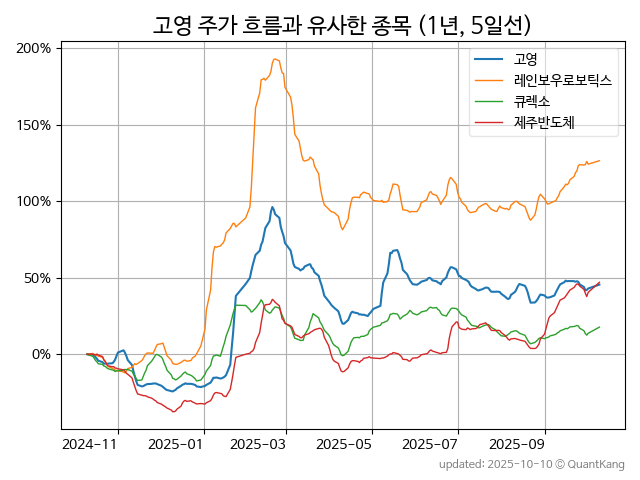 고영 주가 흐름과 유사한 종목 (1년, 5일선)
고영
레인보우로보틱스
큐렉소
제주반도체
200%
150%
100%
50%
0%
2024-11
2025-01
2025-03
2025-05
2025-07
2025-09
updated: 2025-10-10 © QuantKang